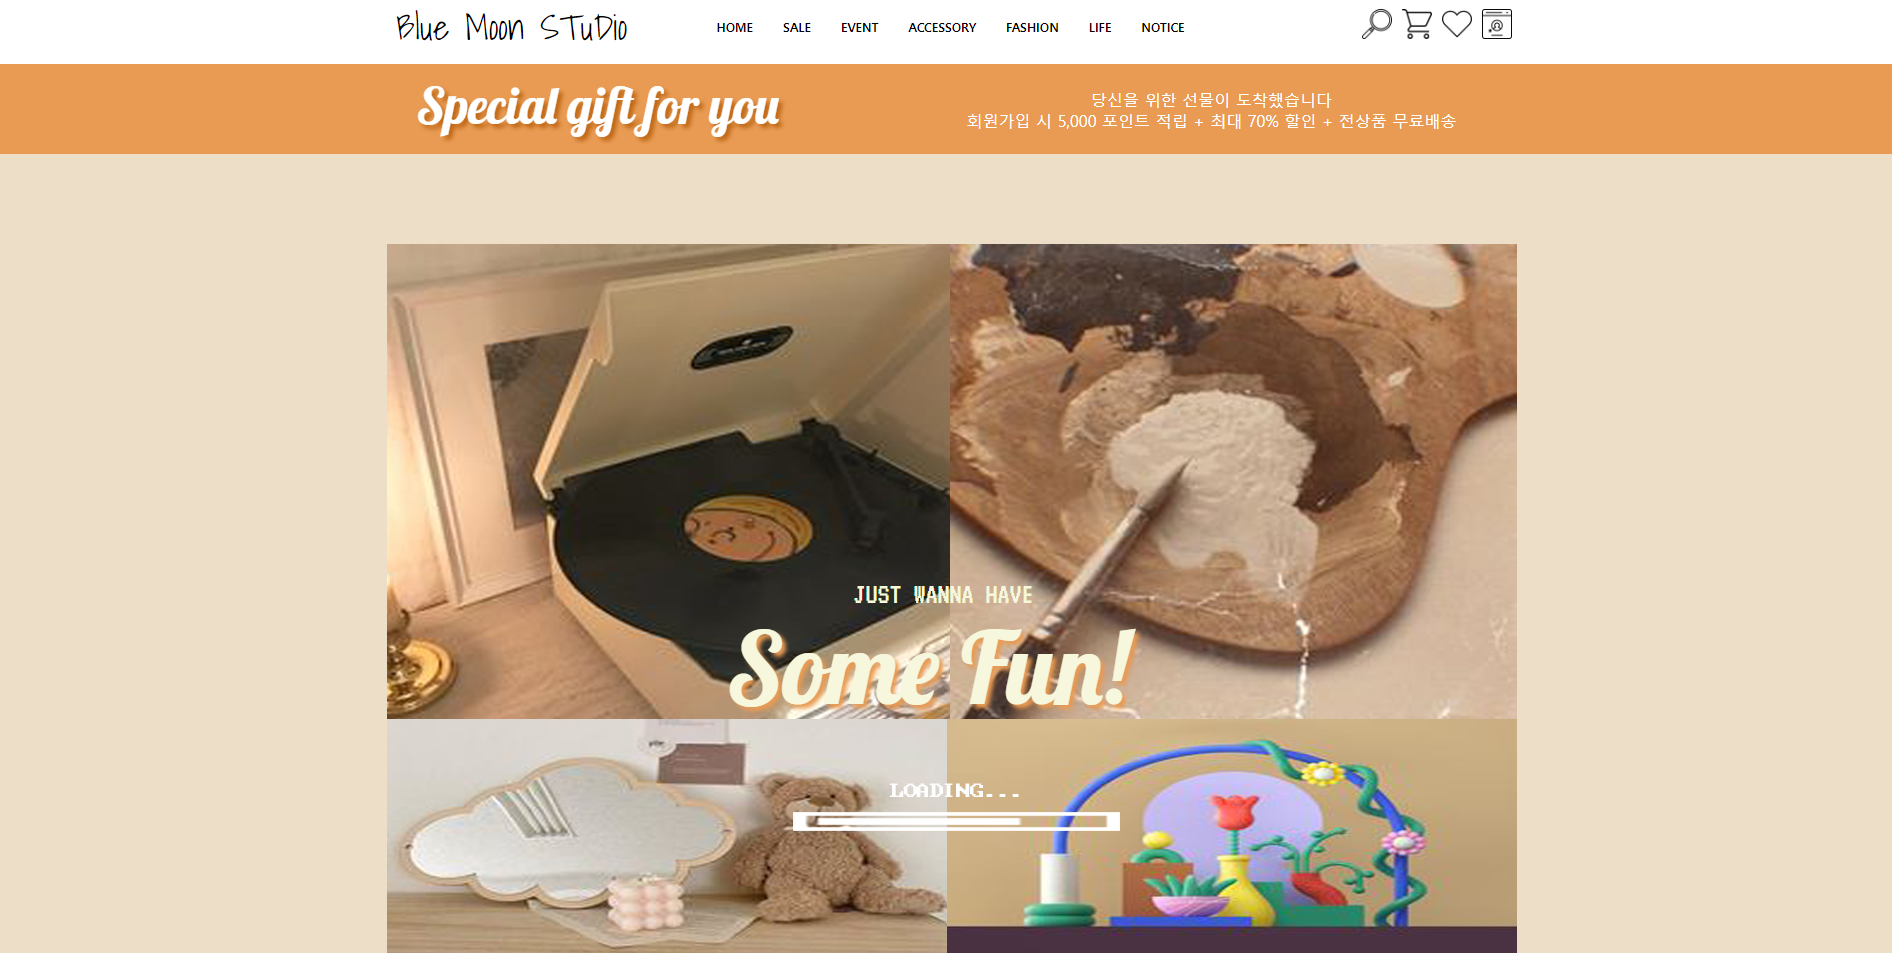 Blue Moon STuDio
HOME SALE EVENT ACCESSORY FASHION LIFE NOTICE
Special gift for you
당신을 위한 선물이 도착했습니다
회원가입 시 5,000 포인트 적립 + 최대 70% 할인 + 전상품 무료배송
JUST WANNA HAVE
Some Fun!
LOADING...